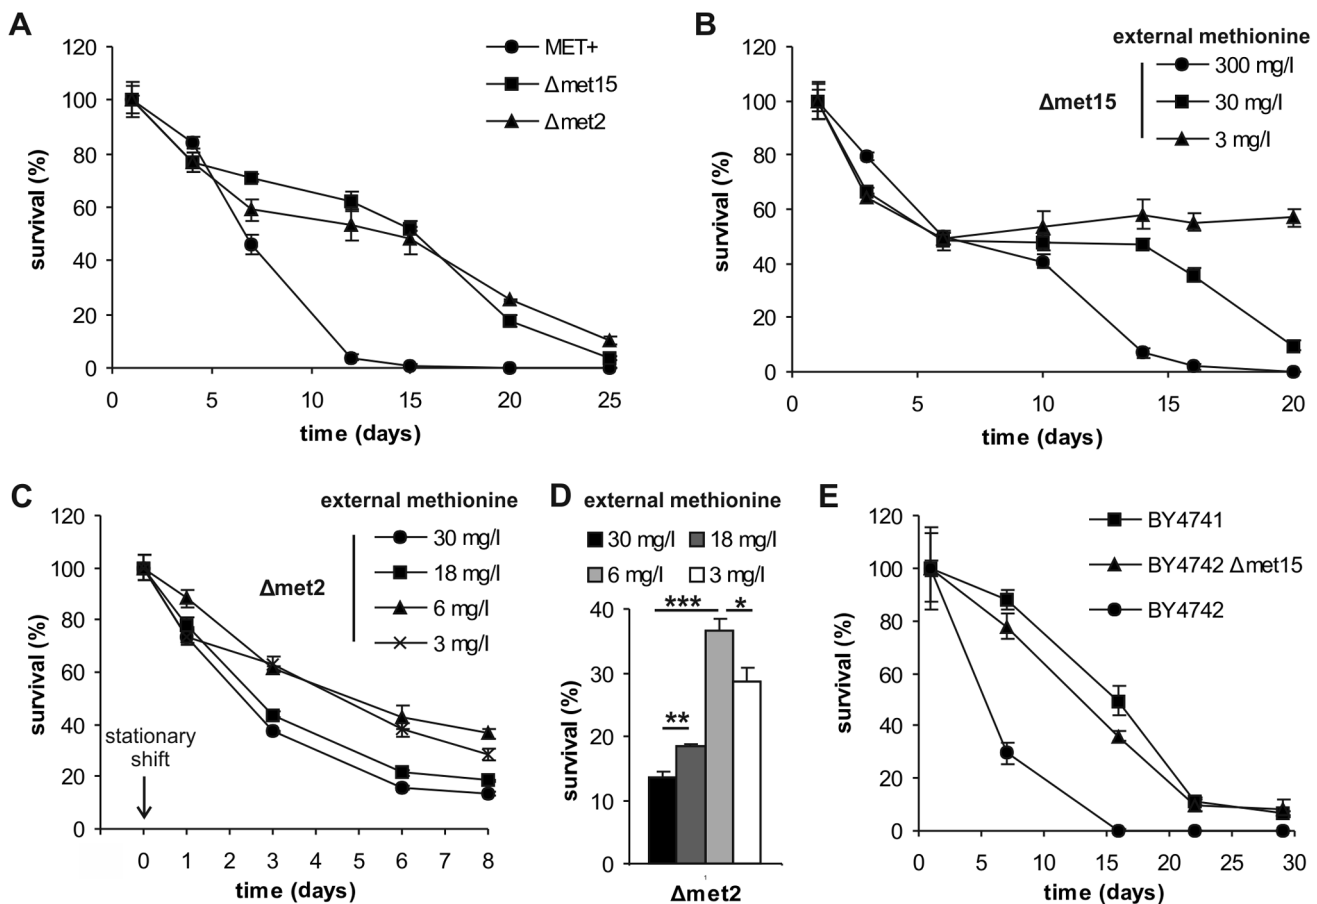 A
120
100
80
60
40
20
0
survival (%)
0 5 10 15 20 25
time (days)
MET+
Δmet15
Δmet2
B
120
100
80
60
40
20
0
survival (%)
0 5 10 15 20
time (days)
external methionine
Δmet15
300 mg/l
30 mg/l
3 mg/l
C
120
100
80
60
40
20
0
survival (%)
0 1 2 3 4 5 6 7 8
time (days)
stationary
shift
external methionine
Δmet2
30 mg/l
18 mg/l
6 mg/l
3 mg/l
D
external methionine
30 mg/l 18 mg/l
6 mg/l 3 mg/l
40
30
20
10
0
survival (%)
*** *
**
Δmet2
E
120
100
80
60
40
20
0
survival (%)
0 5 10 15 20 25 30
time (days)
BY4741
BY4742 Δmet15
BY4742